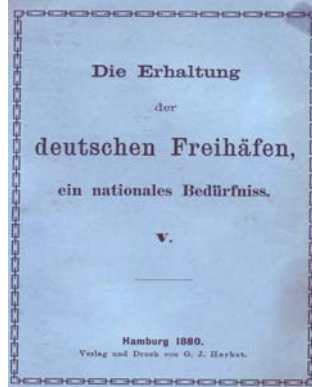 Die Erhaltung
der
deutschen Freihäfen,
ein nationales Bedürfniss.
V.
Hamburg 1880.
Verlag und Druck von G. J. Herbst.